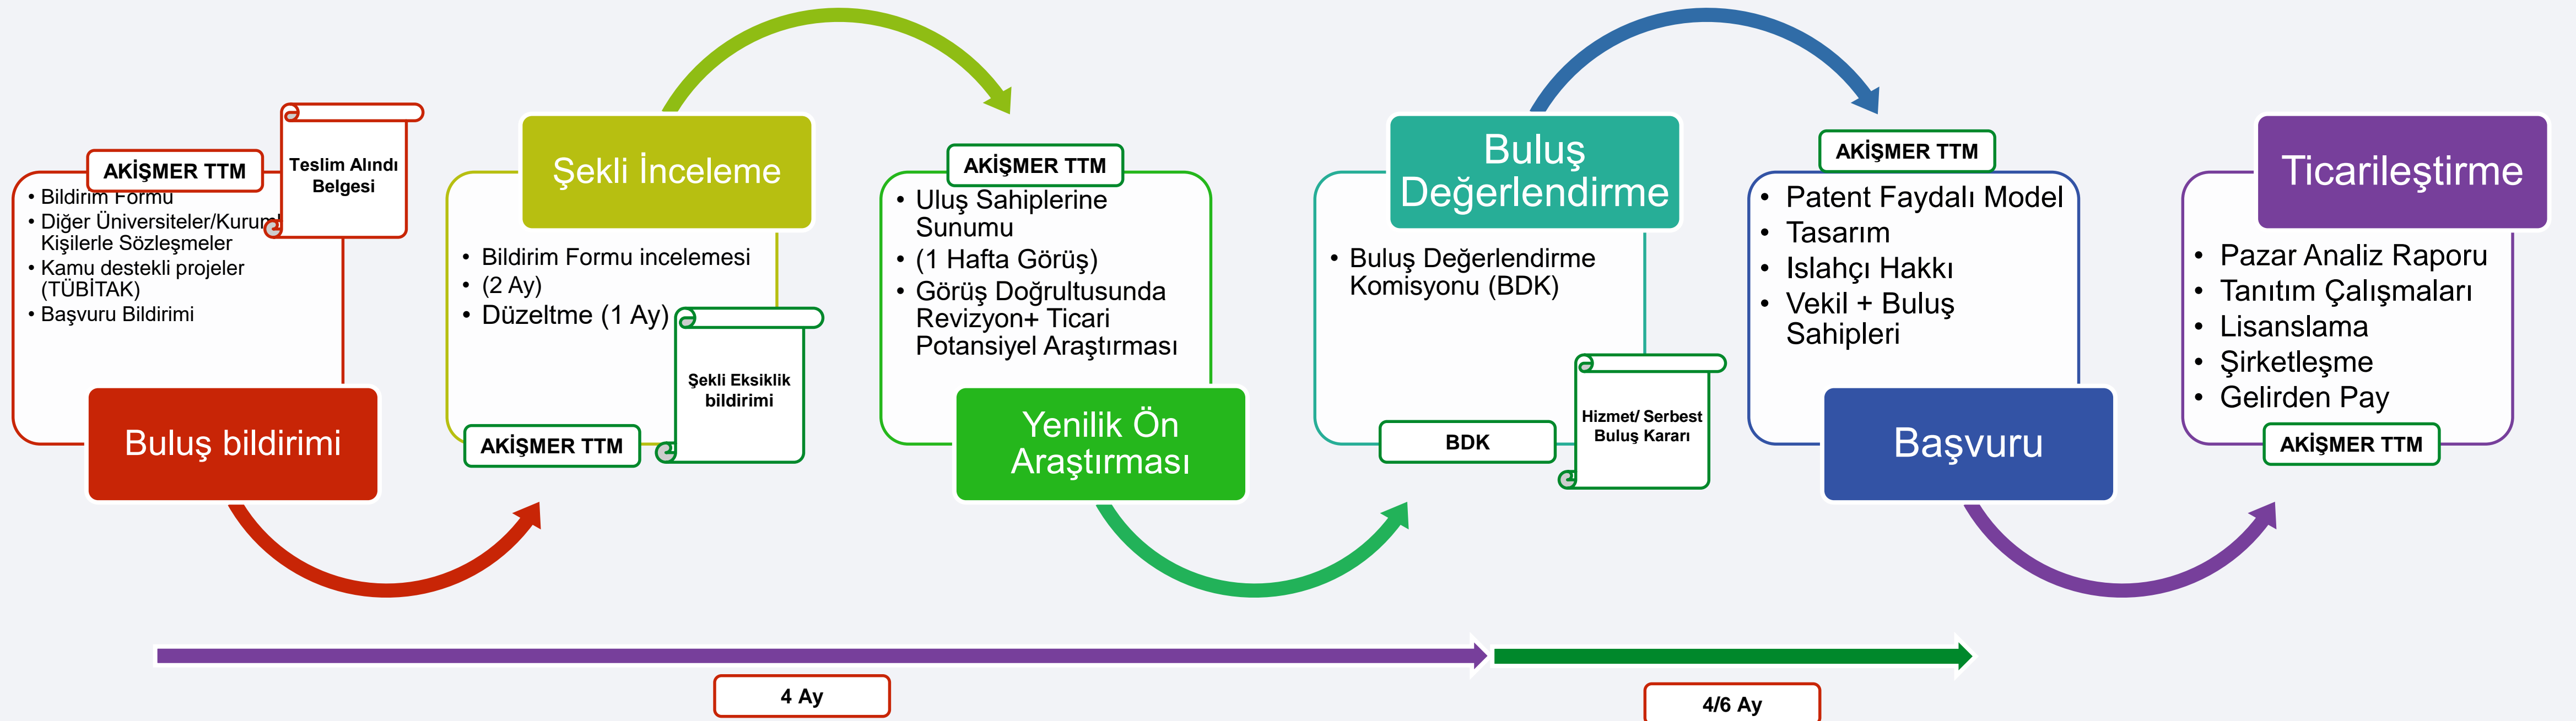 AKİŞMER TTM
Teslim Alındı
Belgesi
• Bildirim Formu
• Diğer Üniversiteler/Kuruml
Kişilerle Sözleşmeler
• Kamu destekli projeler
(TÜBİTAK)
• Başvuru Bildirimi
Buluş bildirimi
Şekli İnceleme
• Bildirim Formu incelemesi
• (2 Ay)
• Düzeltme (1 Ay)
Şekli Eksiklik
bildirimi
AKİŞMER TTM
AKİŞMER TTM
• Uluş Sahiplerine
Sunumu
• (1 Hafta Görüş)
• Görüş Doğrultusunda
Revizyon+ Ticari
Potansiyel Araştırması
Yenilik Ön
Araştırması
Buluş
Değerlendirme
• Buluş Değerlendirme
Komisyonu (BDK)
BDK
Hizmet/ Serbest
Buluş Kararı
AKİŞMER TTM
• Patent Faydalı Model
• Tasarım
• Islahçı Hakkı
• Vekil + Buluş
Sahipleri
Başvuru
Ticarileştirme
• Pazar Analiz Raporu
• Tanıtım Çalışmaları
• Lisanslama
• Şirketleşme
• Gelirden Pay
AKİŞMER TTM
4 Ay
4/6 Ay